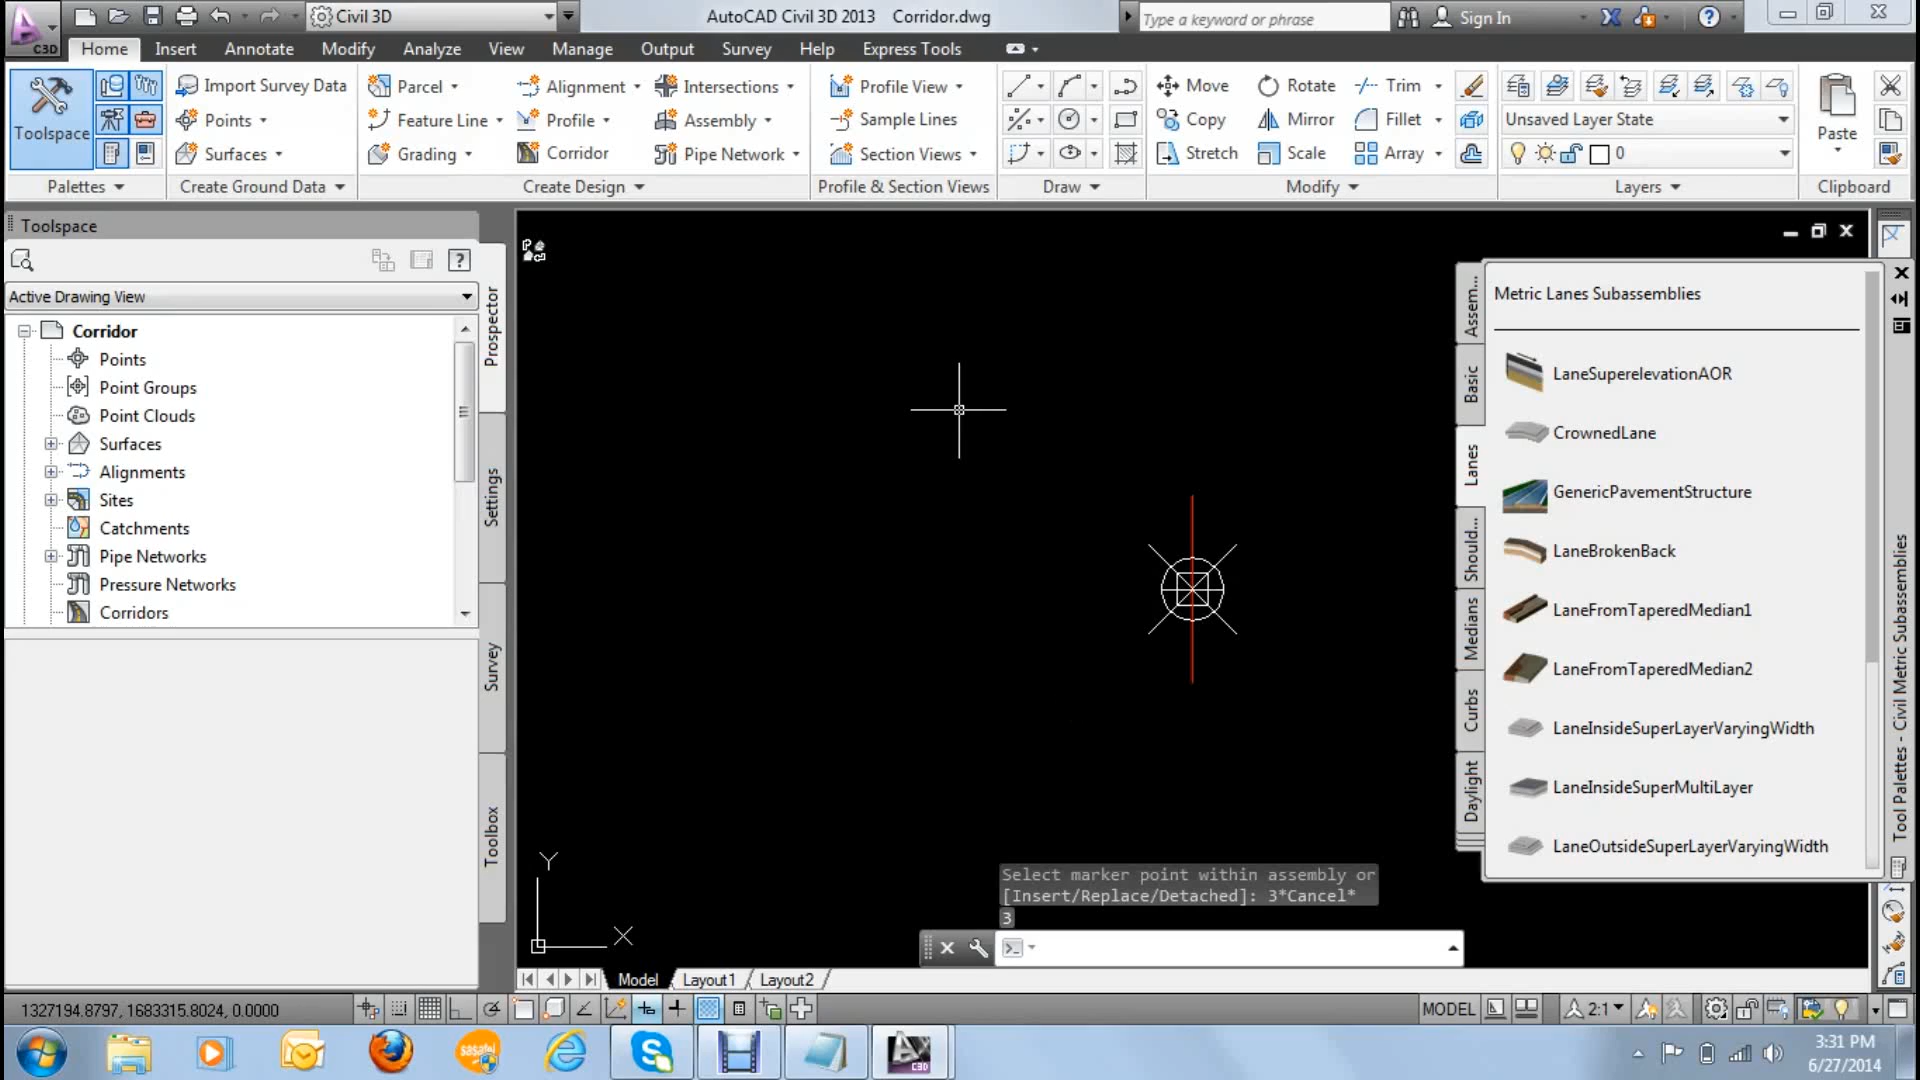 Civil 3D
AutoCAD Civil 3D 2013 Corridor.dwg
Type a keyword or phrase
Sign In
C3D
Home Insert Annotate Modify Analyze View Manage Output Survey Help Express Tools
Toolspace
Import Survey Data
Points
Surfaces
Parcel
Feature Line
Grading
Alignment
Profile
Corridor
Intersections
Assembly
Pipe Network
Profile View
Sample Lines
Section Views
Move Rotate Trim
Copy Mirror Fillet
Stretch Scale Array
Unsaved Layer State
0
Paste
Palettes
Create Ground Data
Create Design
Profile & Section Views
Draw
Modify
Layers
Clipboard
Toolspace
Active Drawing View
Corridor
Points
Point Groups
Point Clouds
Surfaces
Alignments
Sites
Catchments
Pipe Networks
Pressure Networks
Corridors
Prospector
Settings
Survey
Toolbox
Assem...
Basic
Lanes
Should...
Medians
Curbs
Daylight
Metric Lanes Subassemblies
LaneSuperelevationAOR
CrownedLane
GenericPavementStructure
LaneBrokenBack
LaneFromTaperedMedian1
LaneFromTaperedMedian2
LaneInsideSuperLayerVaryingWidth
LaneInsideSuperMultiLayer
LaneOutsideSuperLayerVaryingWidth
Tool Palettes - Civil Metric Subassemblies
Y
X
Select marker point within assembly or
[Insert/Replace/Detached]: 3*Cancel*
3
Model Layout1 Layout2
1327194.8797, 1683315.8024, 0.0000
MODEL
2:1
sasatel
C3D
3:31 PM
6/27/2014